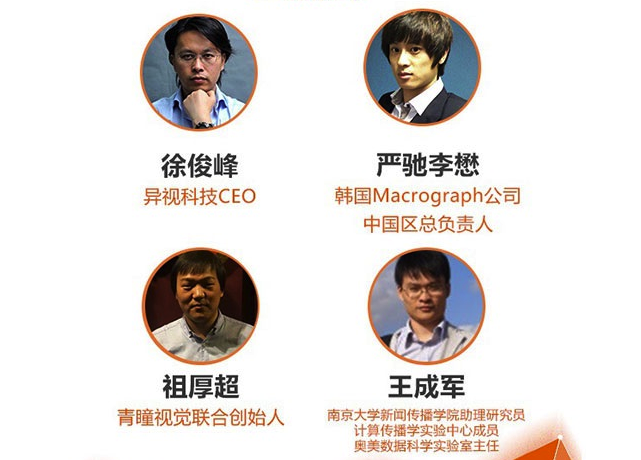 徐俊峰
异视科技CEO
严驰李懋
韩国Macrograph公司
中国区总负责人
祖厚超
青瞳视觉联合创始人
王成军
南京大学新闻传播学院助理研究员
计算传播学实验中心成员
奥美数据科学实验室主任